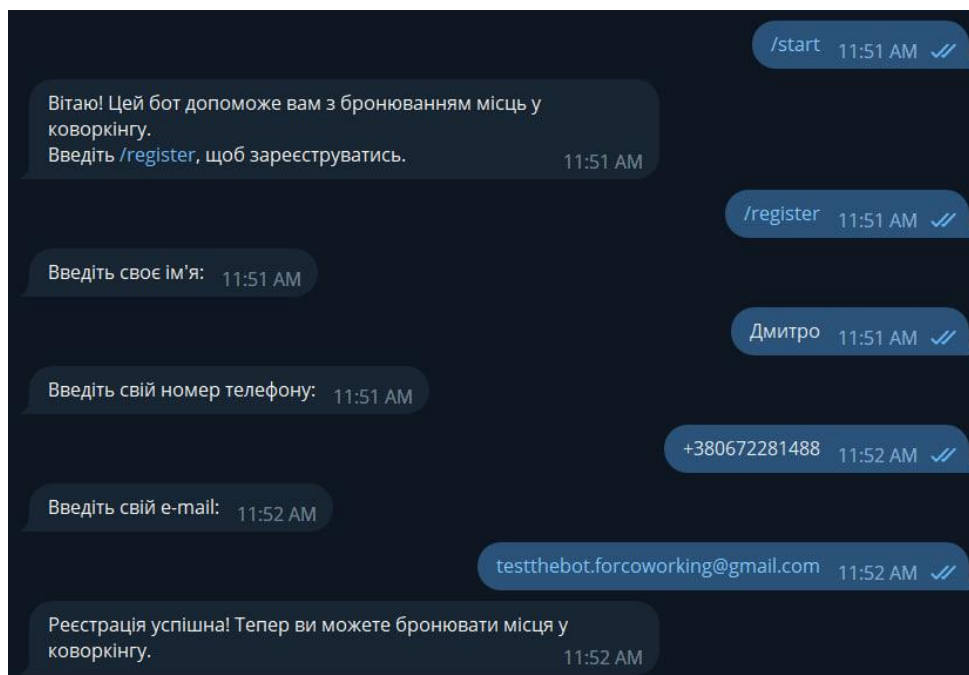 /start 11:51 AM
Вітаю! Цей бот допоможе вам з бронюванням місць у
коворкінгу.
Введіть /register, щоб зареєструватись. 11:51 AM
/register 11:51 AM
Введіть своє ім'я: 11:51 AM
Дмитро 11:51 AM
Введіть свій номер телефону: 11:51 AM
+380672281488 11:52 AM
Введіть свій e-mail: 11:52 AM
testthebot.forcoworking@gmail.com 11:52 AM
Реєстрація успішна! Тепер ви можете бронювати місця у
коворкінгу. 11:52 AM